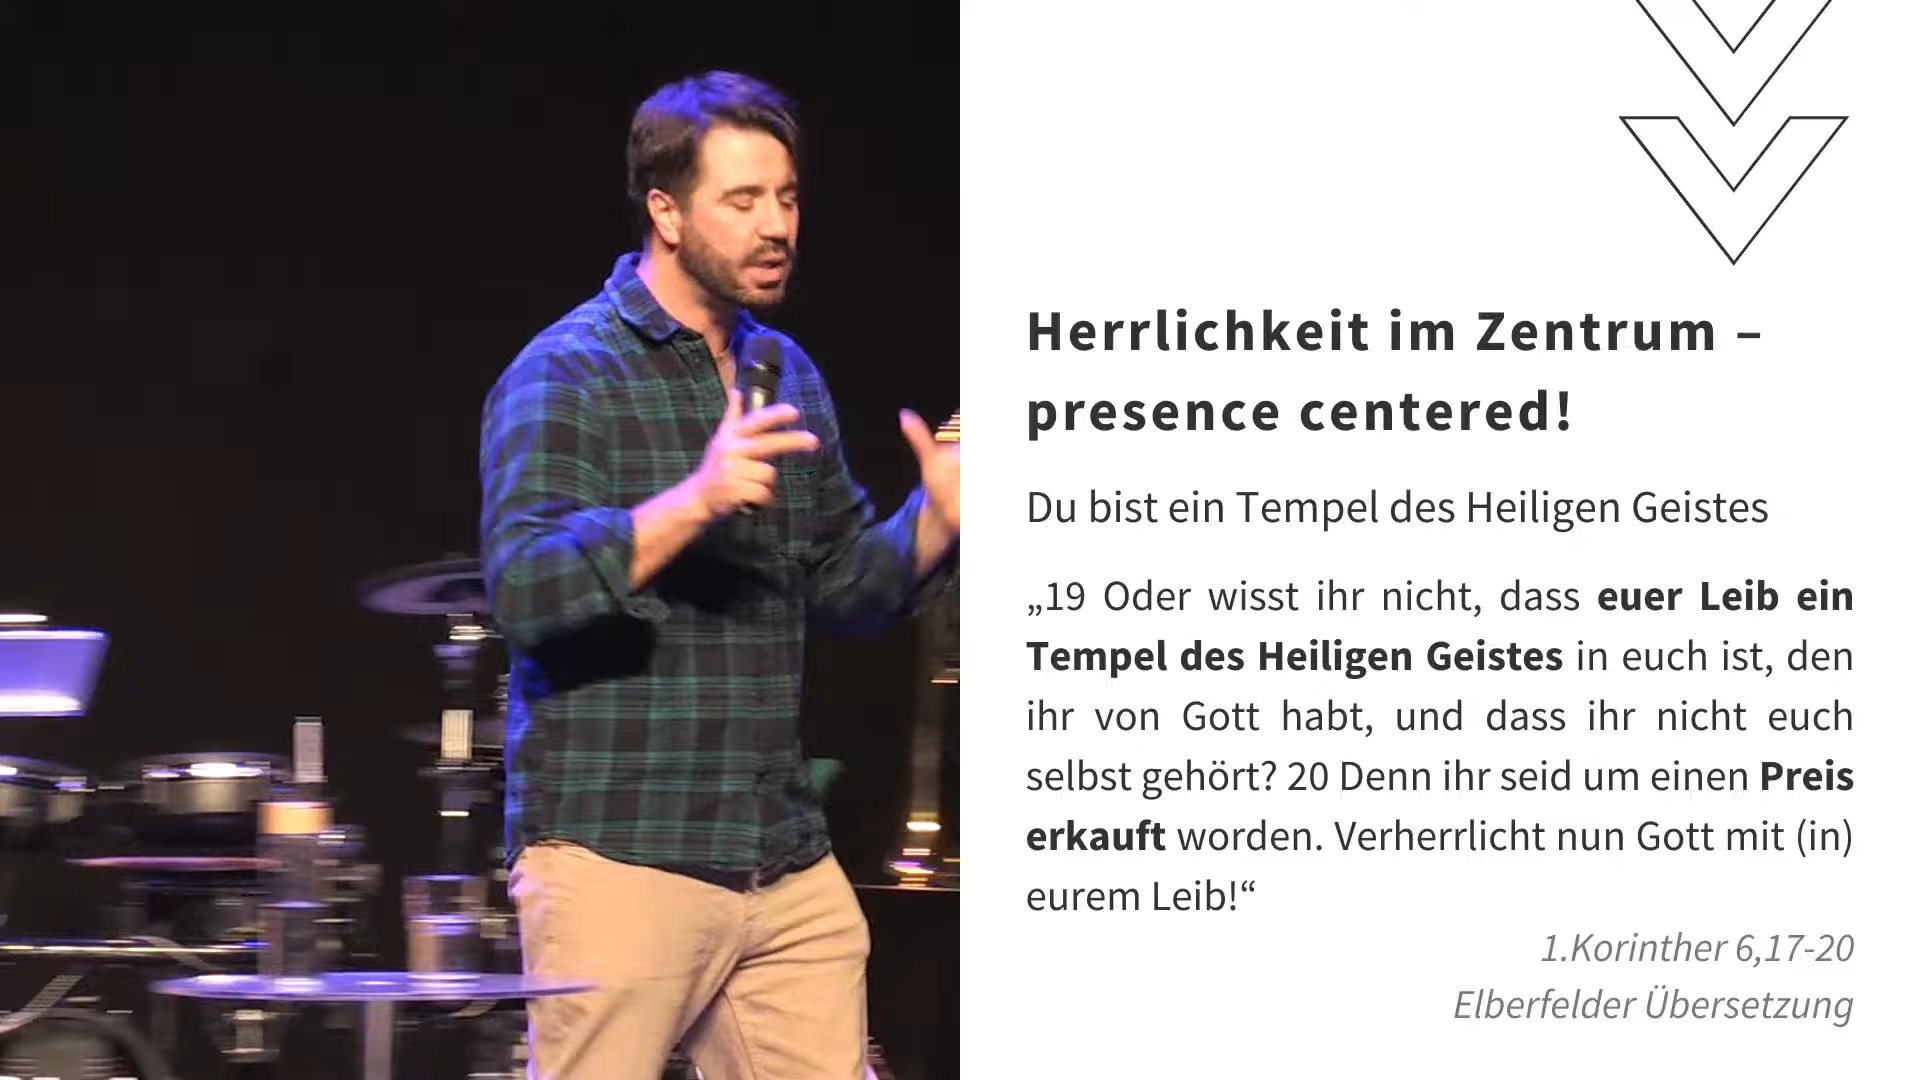 Herrlichkeit im Zentrum –
presence centered!
Du bist ein Tempel des Heiligen Geistes
„19 Oder wisst ihr nicht, dass euer Leib ein
Tempel des Heiligen Geistes in euch ist, den
ihr von Gott habt, und dass ihr nicht euch
selbst gehört? 20 Denn ihr seid um einen Preis
erkauft worden. Verherrlicht nun Gott mit (in)
eurem Leib!“
1.Korinther 6,17-20
Elberfelder Übersetzung